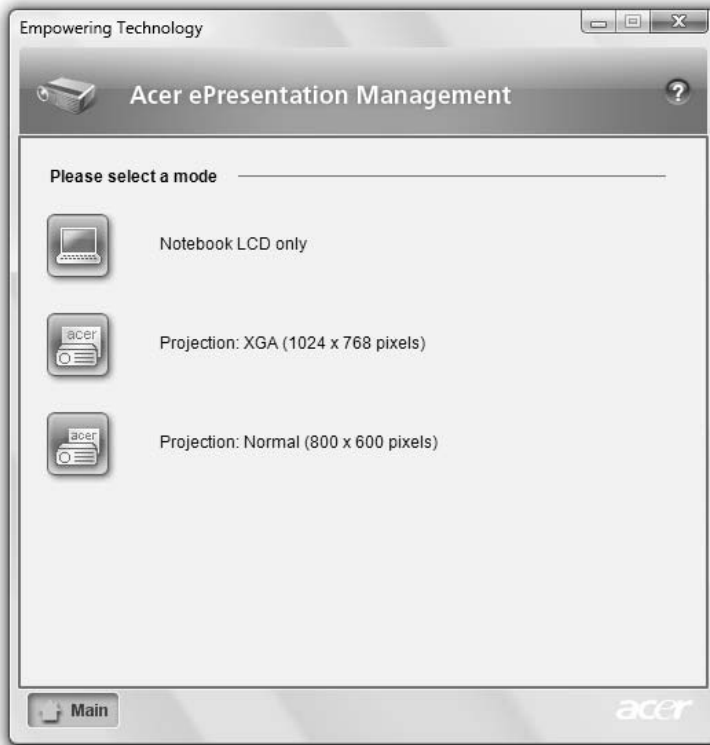 Empowering Technology
Acer ePresentation Management
?
Please select a mode
Notebook LCD only
acer
Projection: XGA (1024 x 768 pixels)
acer
Projection: Normal (800 x 600 pixels)
Main
acer